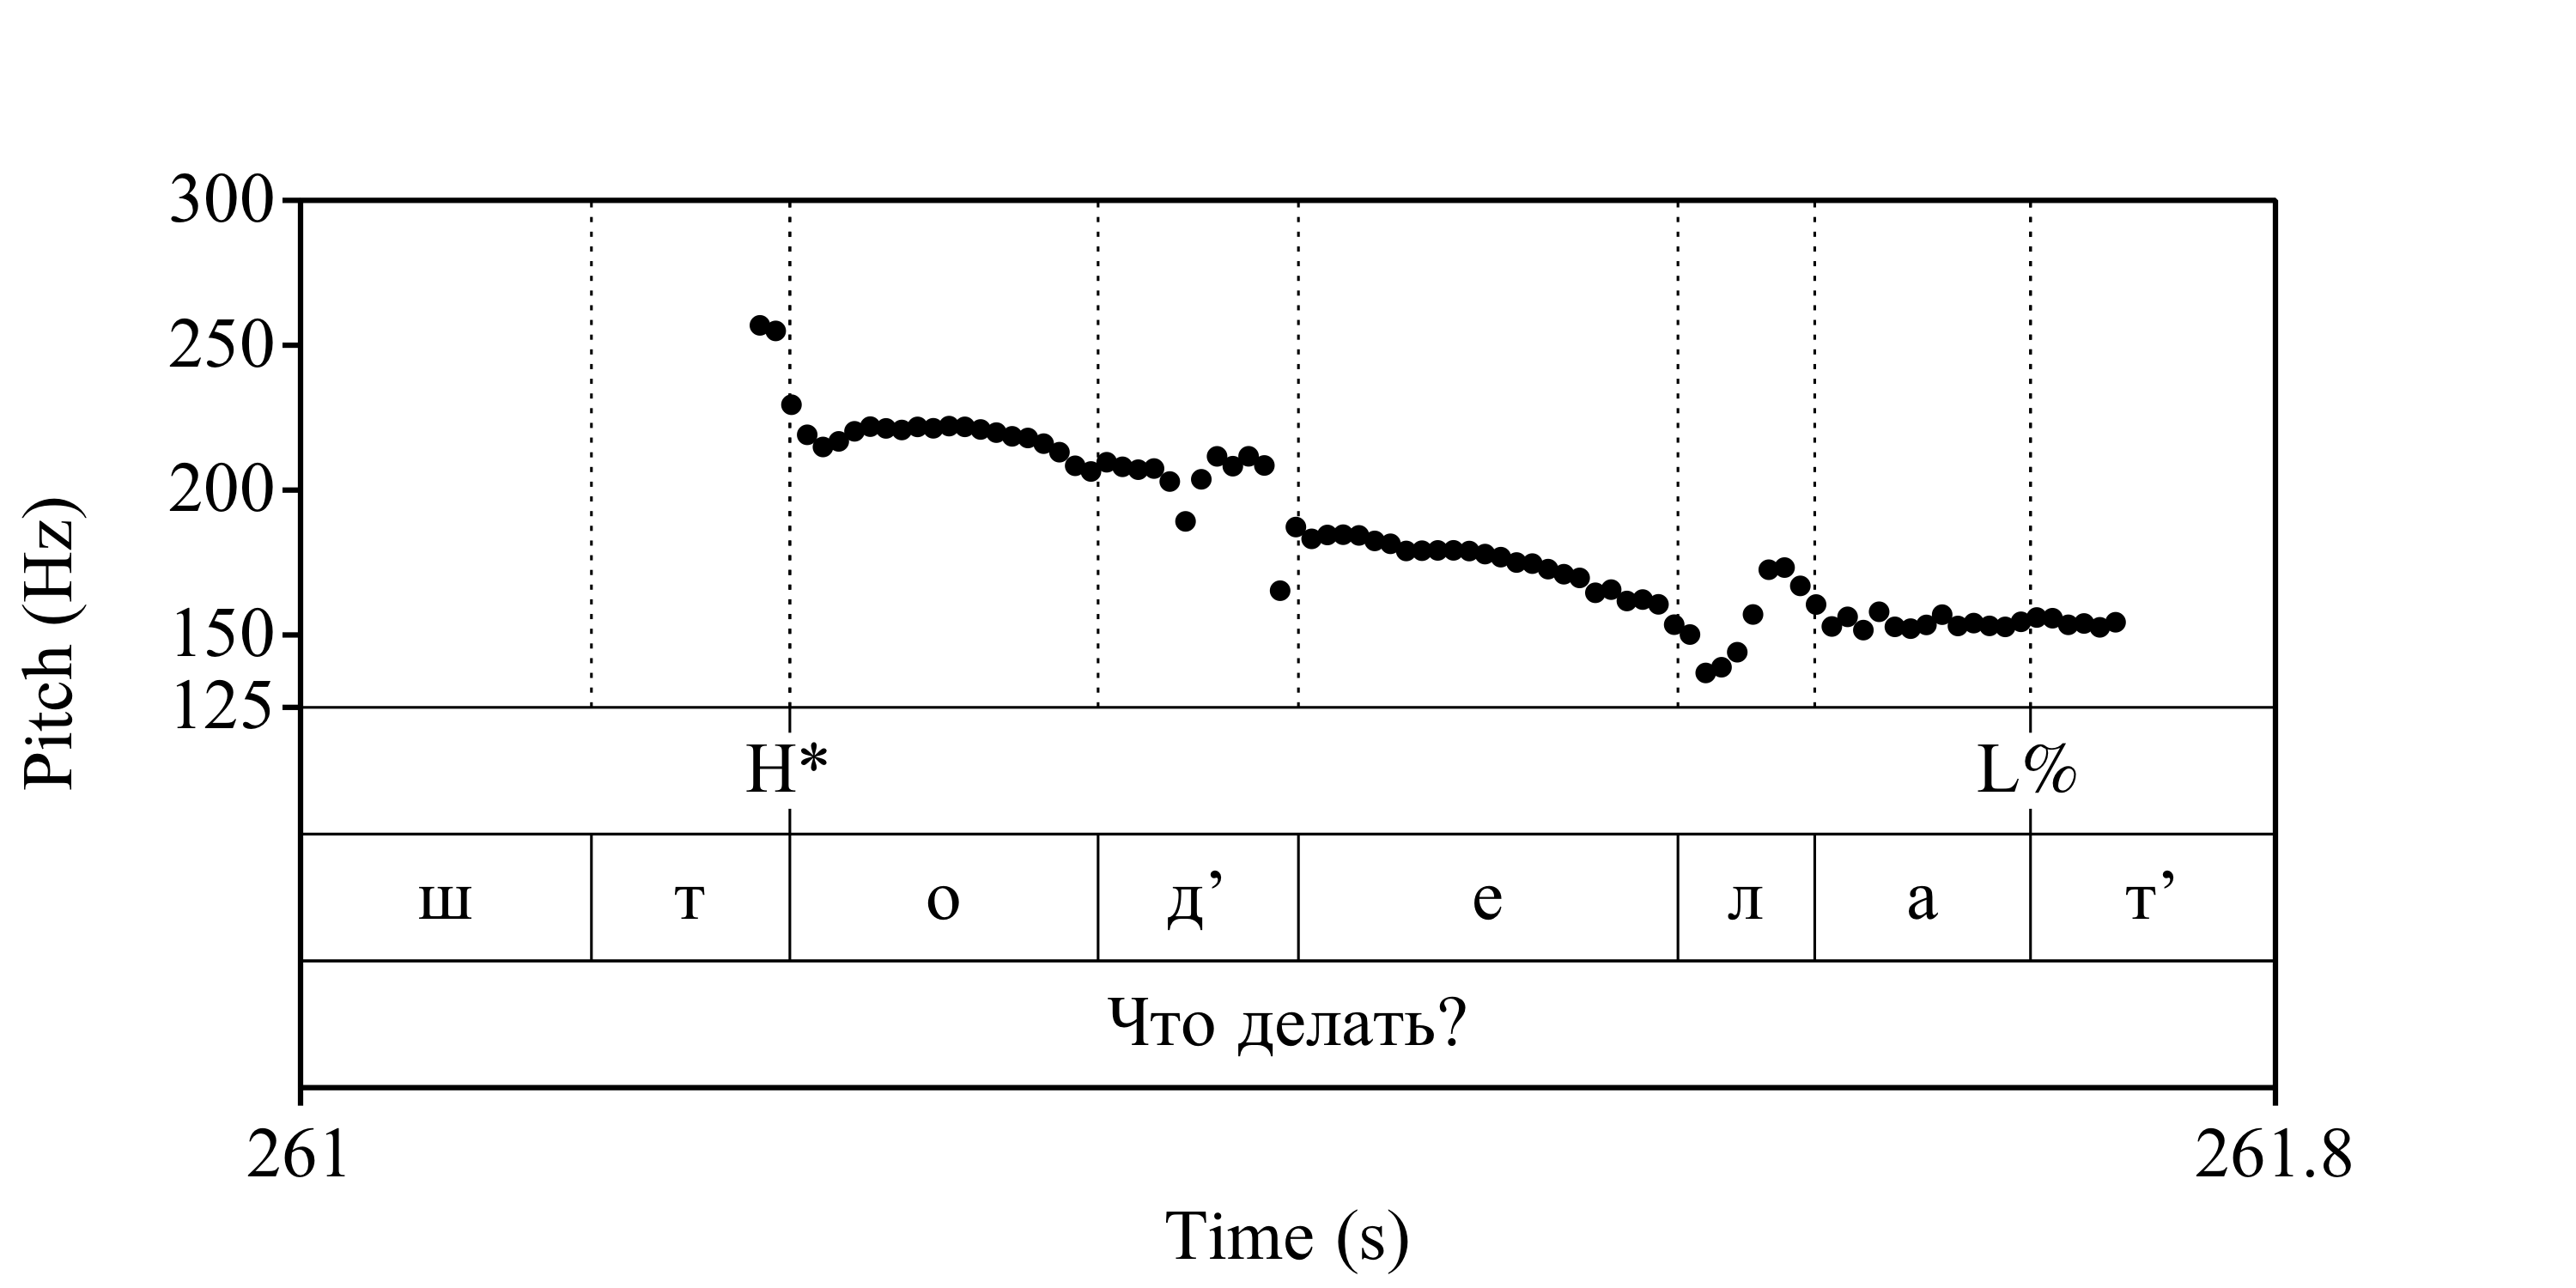 300
250
200
150
125
Pitch (Hz)
H* L%
ш т о д’ е л а т’
Что делать?
261 261.8
Time (s)